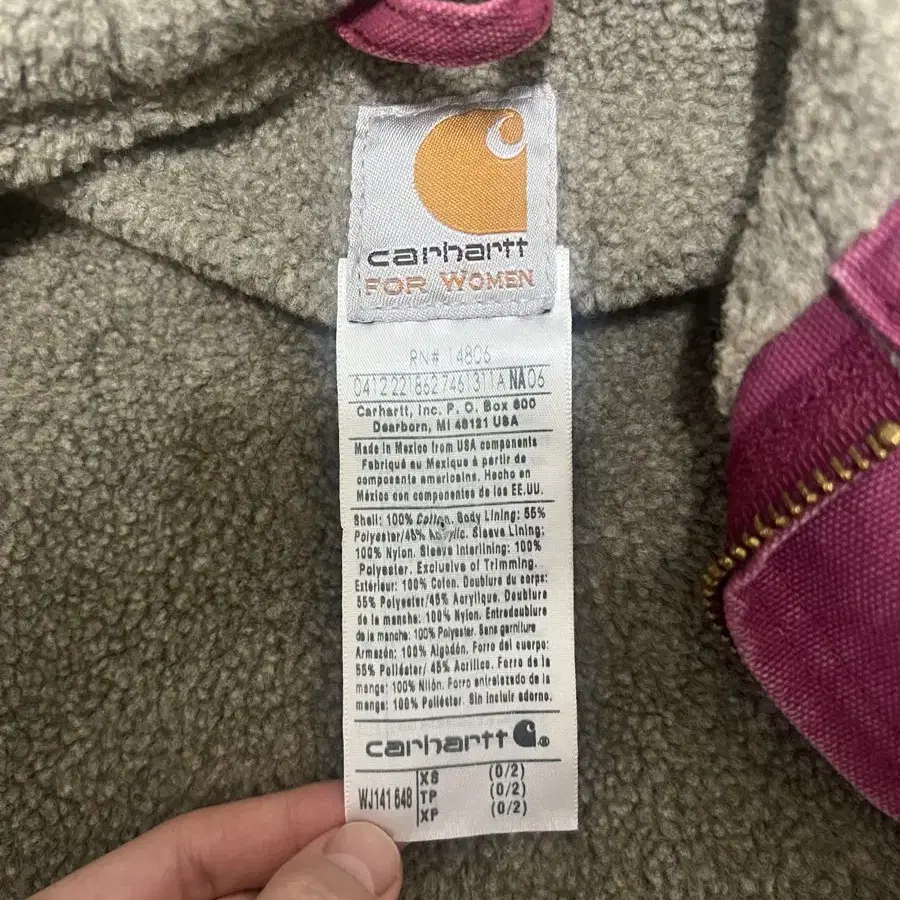 carhartt
FOR WOMEN
RN# 14806
0412 221862 7461311A NA06
Carhartt, Inc. P. O. Box 600
Dearborn, MI 48121 USA
Made in Mexico from USA components
Fabriqué au Mexique à partir de
composants americains. Hecho en
México con componentes de los EE.UU.
Shell: 100% Cotton. Body Lining: 55%
Polyester/45% Acrylic. Sleeve Lining:
100% Nylon. Sleeve Interlining: 100%
Polyester. Exclusive of Trimming.
Extérieur: 100% Coton. Doublure du corps:
55% Polyester/45% Acrylique. Doublure
de la manche: 100% Nylon. Entredoublure
de la manche: 100% Polyester. Sans garniture
Armazón: 100% Algodón. Forro del cuerpo:
55% Poliéster/ 45% Acrílico. Forro de la
manga: 100% Nilón. Forro entrelazado de la
manga: 100% Poliéster. Sin incluir adorno.
carhartt ®
WJ141 648
XS (0/2)
TP (0/2)
XP (0/2)